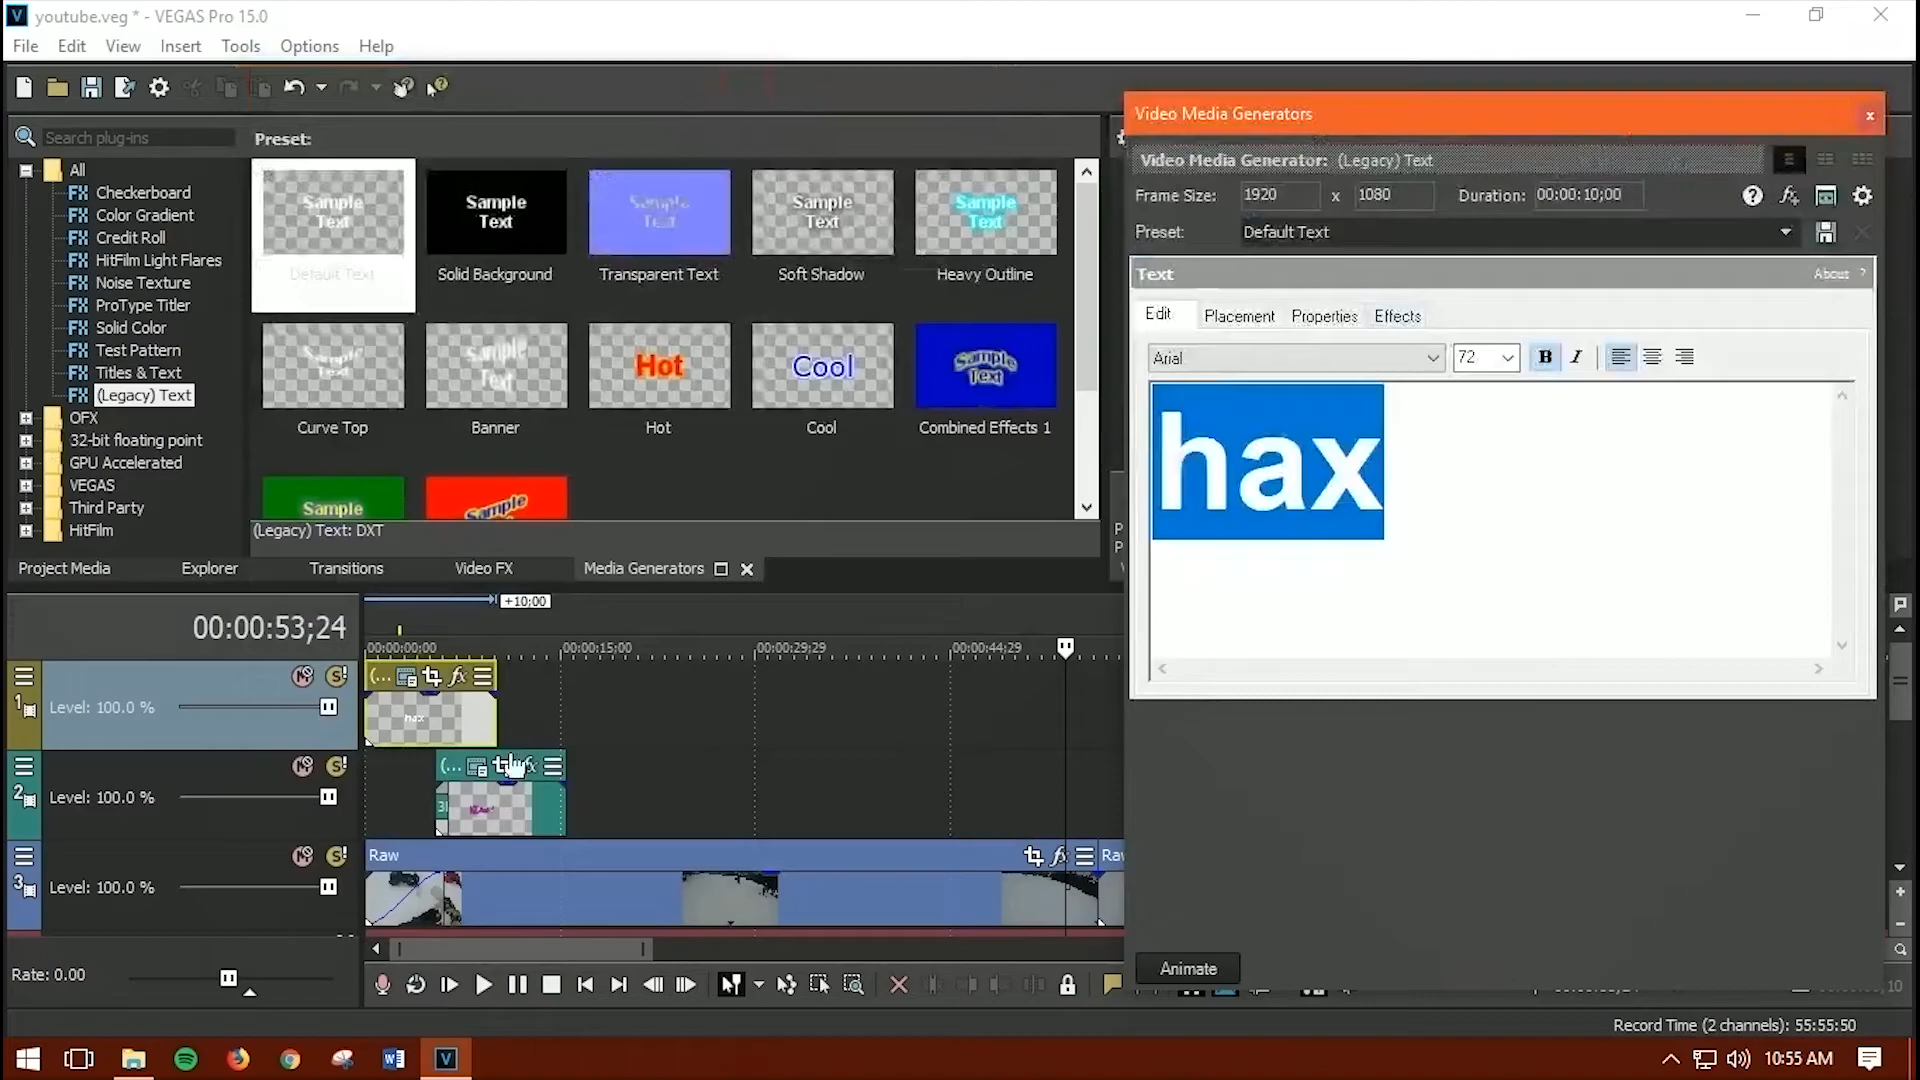 youtube.veg * - VEGAS Pro 15.0
File Edit View Insert Tools Options Help
Search plug-ins
Preset:
All
Checkerboard
Color Gradient
Credit Roll
HitFilm Light Flares
Noise Texture
ProType Titler
Solid Color
Test Pattern
Titles & Text
(Legacy) Text
OFX
32-bit floating point
GPU Accelerated
VEGAS
Third Party
HitFilm
Sample Text
Default Text
Sample Text
Solid Background
Sample Text
Transparent Text
Sample Text
Soft Shadow
Sample Text
Heavy Outline
Sample Text
Curve Top
Sample Text
Banner
Hot
Hot
Cool
Cool
Sample Text
Combined Effects 1
Sample
Sample
(Legacy) Text: DXT
Project Media Explorer Transitions Video FX Media Generators
Video Media Generators
Video Media Generator: (Legacy) Text
Frame Size: 1920 x 1080 Duration: 00:00:10;00
Preset: Default Text
Text About ?
Edit Placement Properties Effects
Arial 72 B I
hax
Animate
+10;00
00:00:53;24
00:00:00;00 00:00:15;00 00:00:29;29 00:00:44;29
1 Level: 100.0 %
(...
hax
2 Level: 100.0 %
(...
3 Level: 100.0 %
Raw
Rate: 0.00
Record Time (2 channels): 55:55:50
10:55 AM